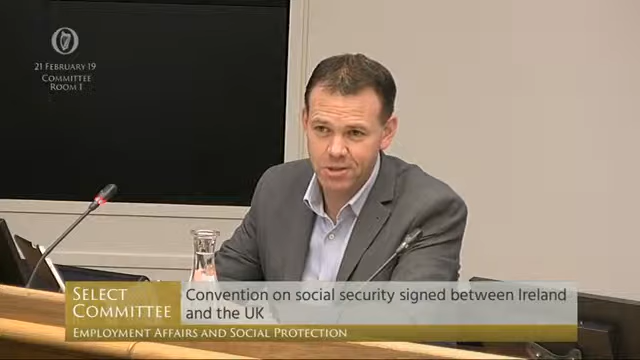 21 FEBRUARY 19
COMMITTEE
ROOM 1
SELECT
COMMITTEE
Convention on social security signed between Ireland
and the UK
EMPLOYMENT AFFAIRS AND SOCIAL PROTECTION